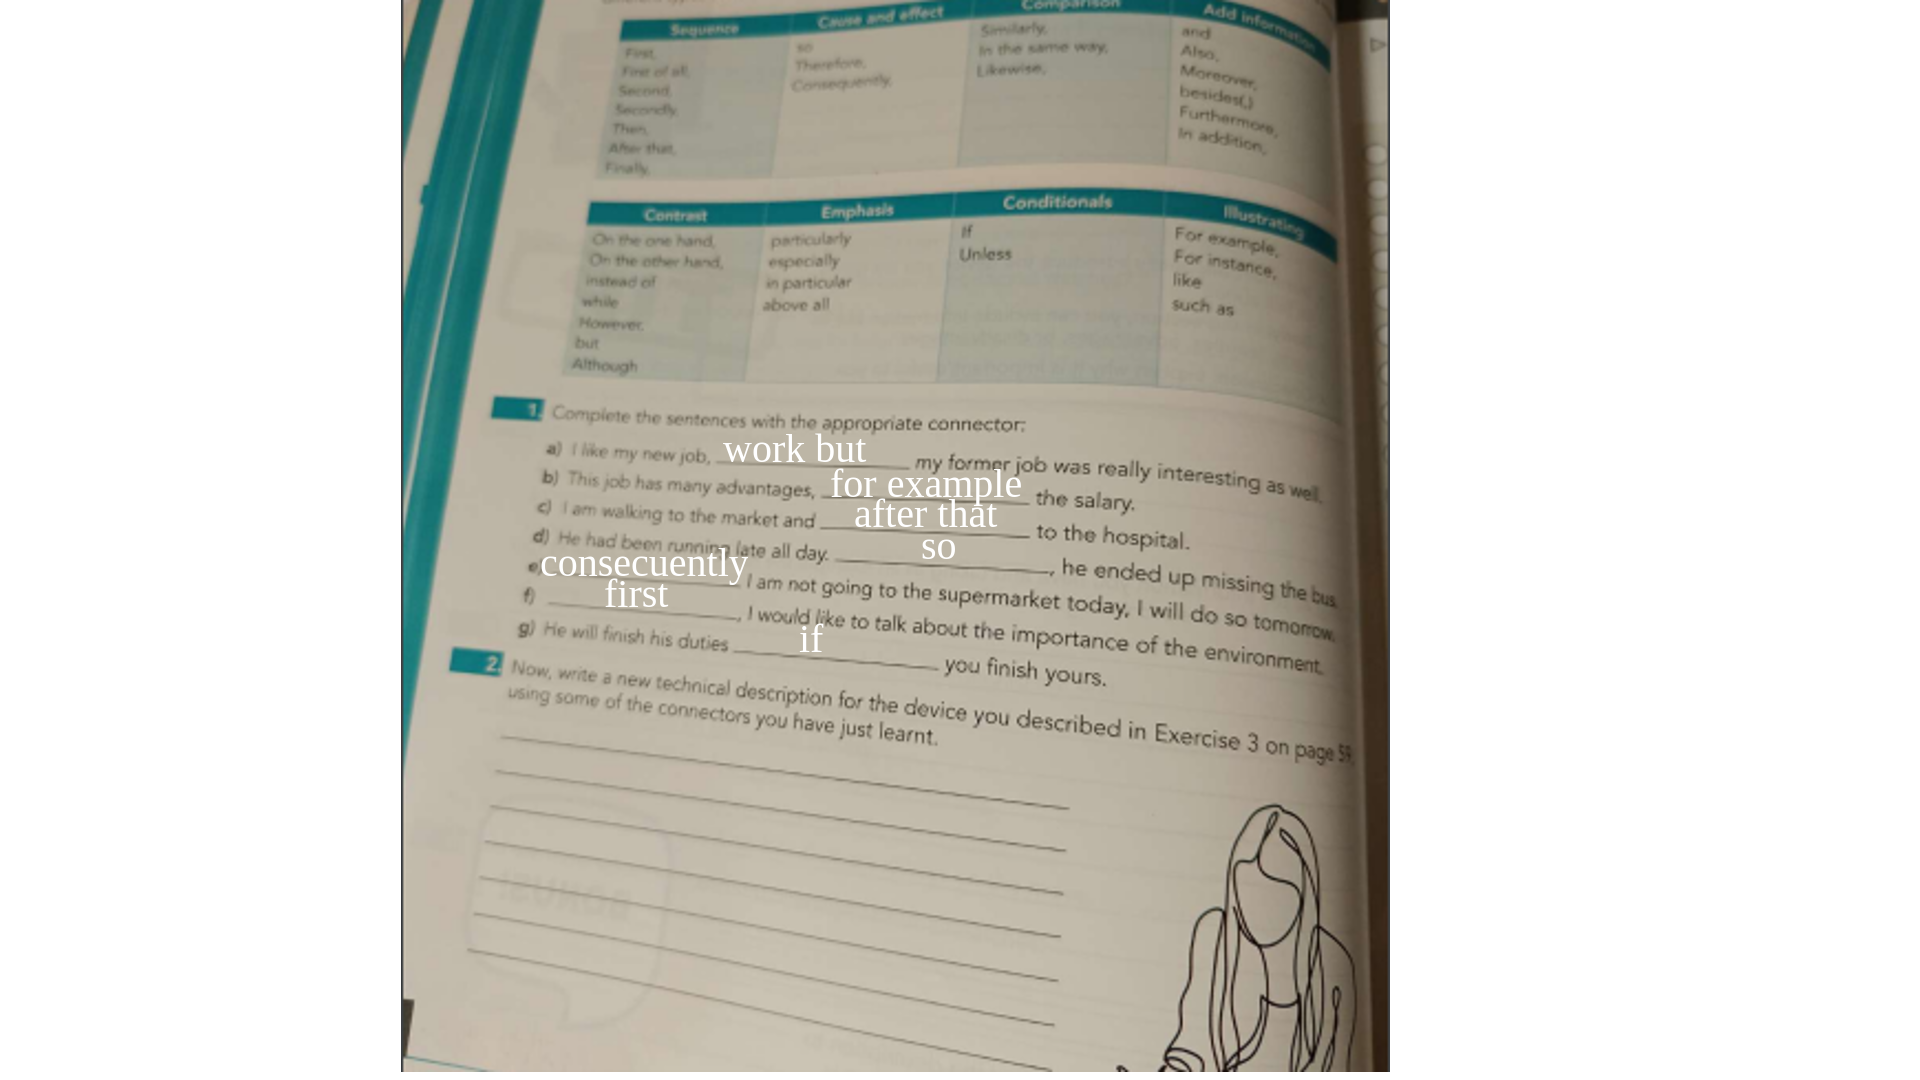 Sequence
First,
First of all,
Second,
Secondly,
Then,
After that,
Finally,
Cause and effect
so
Therefore,
Consequently,
Comparison
Similarly,
In the same way,
Likewise,
Add information
and
Also,
Moreover,
besides(,)
Furthermore,
In addition,
Contrast
On the one hand,
On the other hand,
instead of
while
However,
but
Although
Emphasis
particularly
especially
in particular
above all
Conditionals
If
Unless
Illustrating
For example,
For instance,
like
such as
1. Complete the sentences with the appropriate connector:
a) I like my new job, work but my former job was really interesting as well.
b) This job has many advantages, for example the salary.
c) I am walking to the market and after that to the hospital.
d) He had been running late all day. so, he ended up missing the bus.
e) consecuently I am not going to the supermarket today, I will do so tomorrow.
f) first, I would like to talk about the importance of the environment.
g) He will finish his duties if you finish yours.
2. Now, write a new technical description for the device you described in Exercise 3 on page 59,
using some of the connectors you have just learnt.